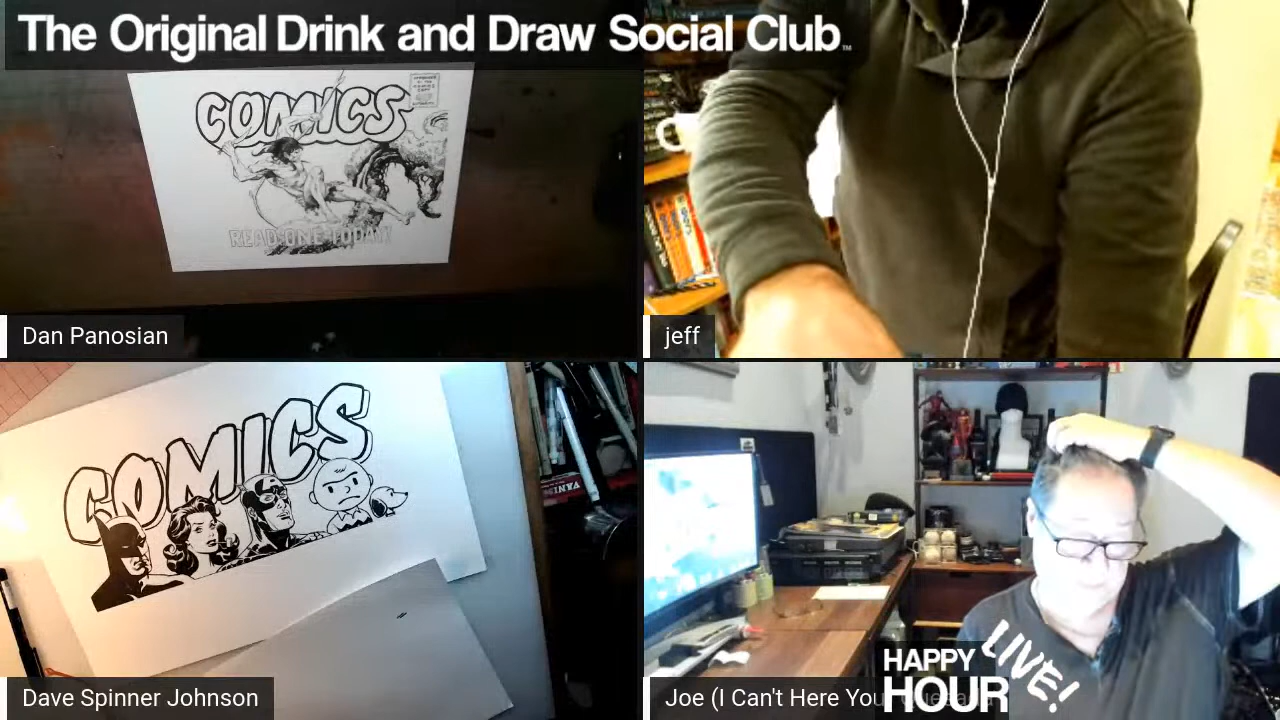 The Original Drink and Draw Social Club™
COMICS
READ ONE TODAY!
Dan Panosian
jeff
COMICS
Dave Spinner Johnson
Joe (I Can't Here You
HAPPY
HOUR
LIVE!